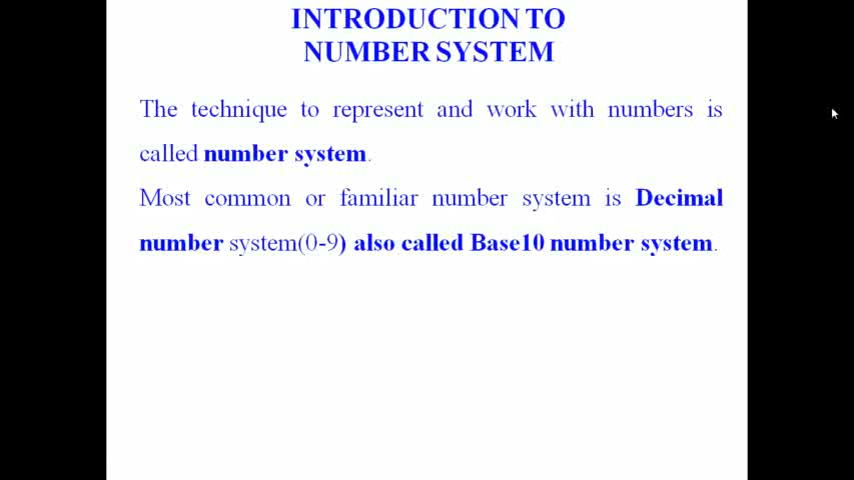 INTRODUCTION TO
NUMBER SYSTEM
The technique to represent and work with numbers is
called number system.
Most common or familiar number system is Decimal
number system(0-9) also called Base10 number system.